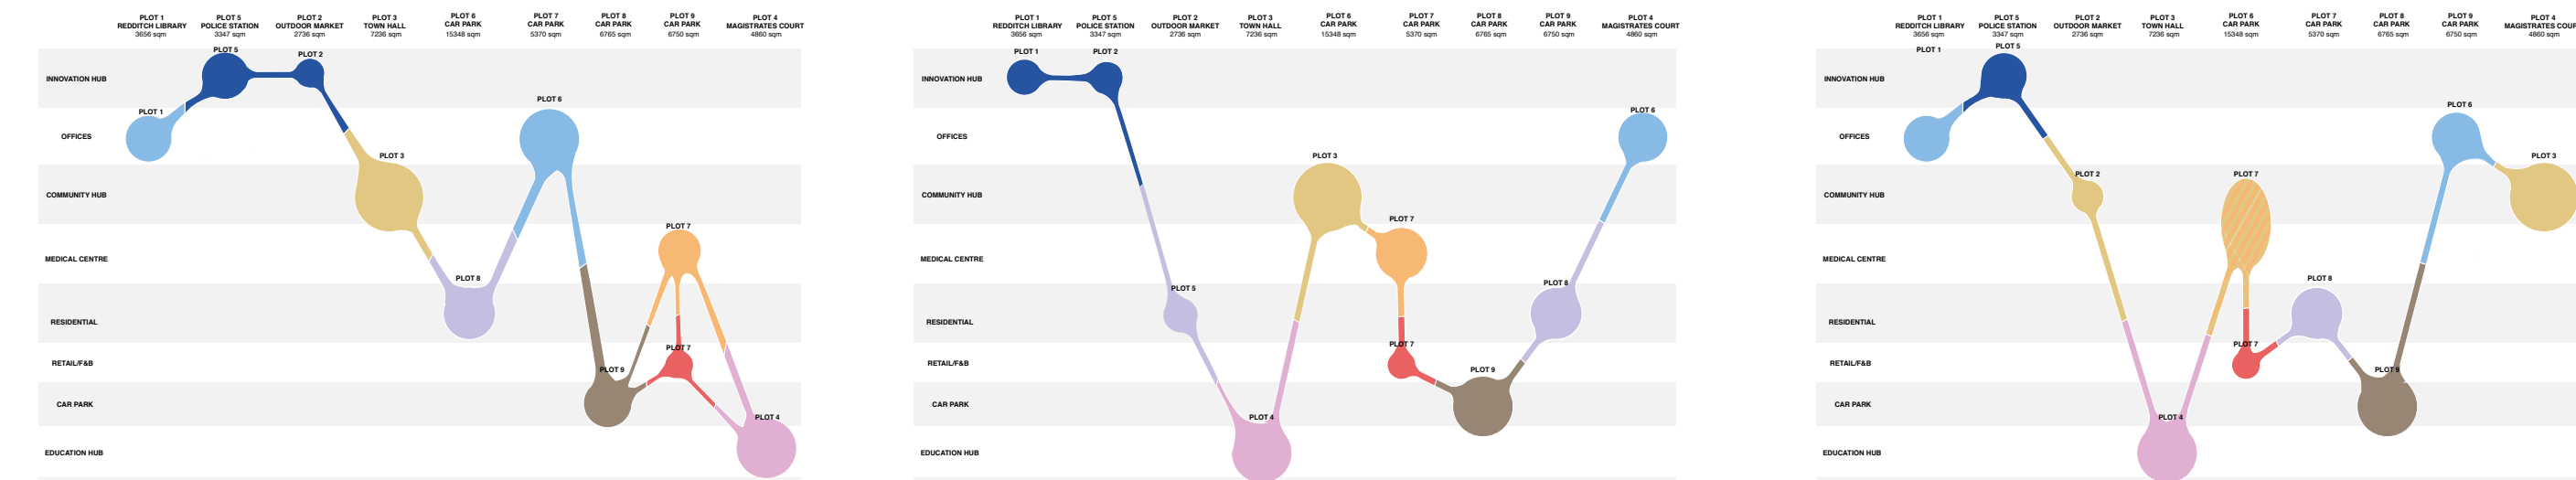 PLOT 1
REDDITCH LIBRARY
3656 sqm
PLOT 5
POLICE STATION
3347 sqm
PLOT 2
OUTDOOR MARKET
2736 sqm
PLOT 3
TOWN HALL
7236 sqm
PLOT 6
CAR PARK
15348 sqm
PLOT 7
CAR PARK
5370 sqm
PLOT 8
CAR PARK
6765 sqm
PLOT 9
CAR PARK
6750 sqm
PLOT 4
MAGISTRATES COURT
4860 sqm
INNOVATION HUB
OFFICES
COMMUNITY HUB
MEDICAL CENTRE
RESIDENTIAL
RETAIL/F&B
CAR PARK
EDUCATION HUB
PLOT 1
PLOT 5
PLOT 2
PLOT 3
PLOT 8
PLOT 6
PLOT 9
PLOT 7
PLOT 7
PLOT 4
PLOT 1
REDDITCH LIBRARY
3656 sqm
PLOT 5
POLICE STATION
3347 sqm
PLOT 2
OUTDOOR MARKET
2736 sqm
PLOT 3
TOWN HALL
7236 sqm
PLOT 6
CAR PARK
15348 sqm
PLOT 7
CAR PARK
5370 sqm
PLOT 8
CAR PARK
6765 sqm
PLOT 9
CAR PARK
6750 sqm
PLOT 4
MAGISTRATES COURT
4860 sqm
INNOVATION HUB
OFFICES
COMMUNITY HUB
MEDICAL CENTRE
RESIDENTIAL
RETAIL/F&B
CAR PARK
EDUCATION HUB
PLOT 1
PLOT 2
PLOT 5
PLOT 4
PLOT 3
PLOT 7
PLOT 7
PLOT 9
PLOT 8
PLOT 6
PLOT 1
REDDITCH LIBRARY
3656 sqm
PLOT 5
POLICE STATION
3347 sqm
PLOT 2
OUTDOOR MARKET
2736 sqm
PLOT 3
TOWN HALL
7236 sqm
PLOT 6
CAR PARK
15348 sqm
PLOT 7
CAR PARK
5370 sqm
PLOT 8
CAR PARK
6765 sqm
PLOT 9
CAR PARK
6750 sqm
PLOT 4
MAGISTRATES
4860 sqm
INNOVATION HUB
OFFICES
COMMUNITY HUB
MEDICAL CENTRE
RESIDENTIAL
RETAIL/F&B
CAR PARK
EDUCATION HUB
PLOT 1
PLOT 5
PLOT 2
PLOT 4
PLOT 7
PLOT 7
PLOT 8
PLOT 9
PLOT 6
PLOT 3